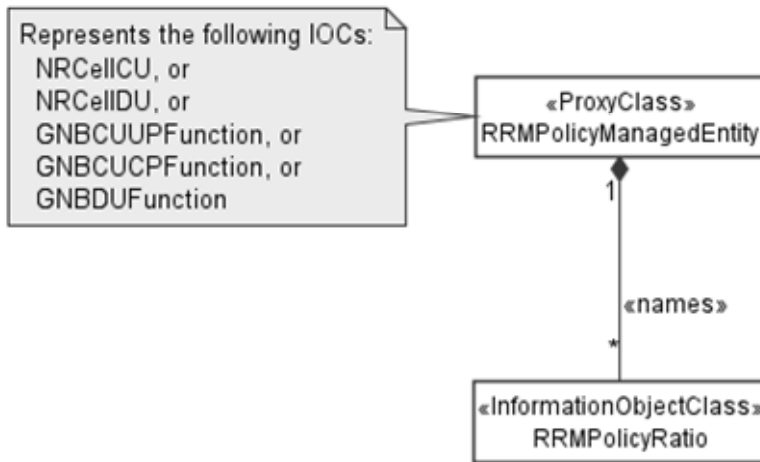 Represents the following IOCs:
NRCellCU, or
NRCellDU, or
GNBCUUPFunction, or
GNBCUCPFunction, or
GNBDUFunction
«ProxyClass»
RRMPolicyManagedEntity
1
«names»
*
«InformationObjectClass»
RRMPolicyRatio